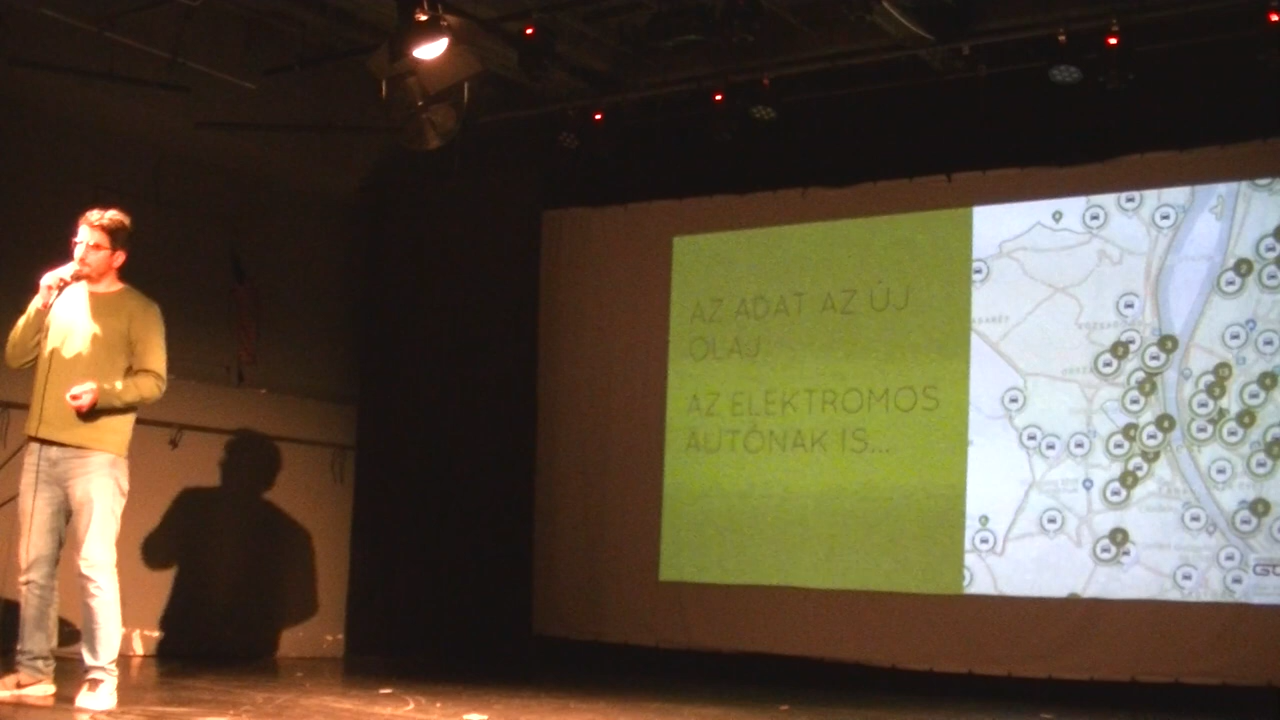 AZ ADAT AZ ÚJ
OLAJ
AZ ELEKTROMOS
AUTÓNAK IS...